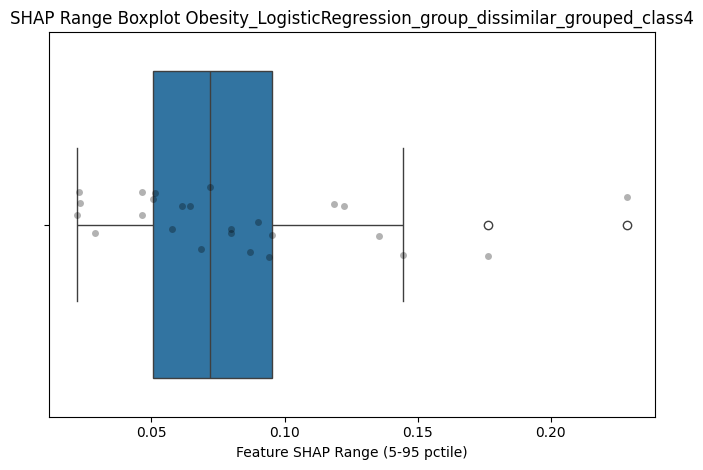 SHAP Range Boxplot Obesity_LogisticRegression_group_dissimilar_grouped_class4
0.05 0.10 0.15 0.20
Feature SHAP Range (5-95 pctile)